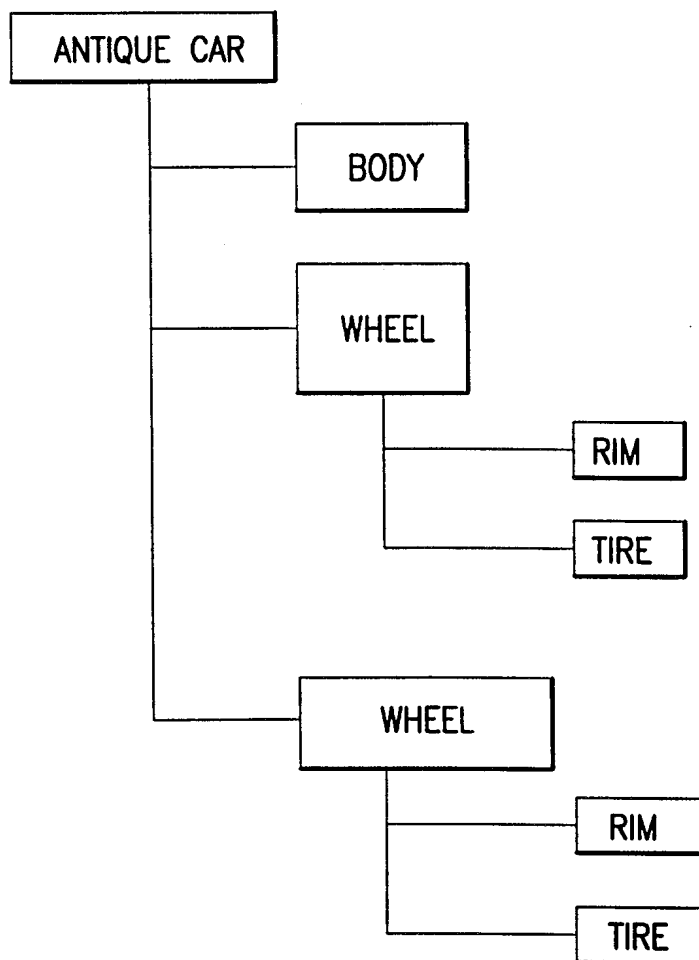 ANTIQUE CAR
BODY
WHEEL
RIM
TIRE
WHEEL
RIM
TIRE